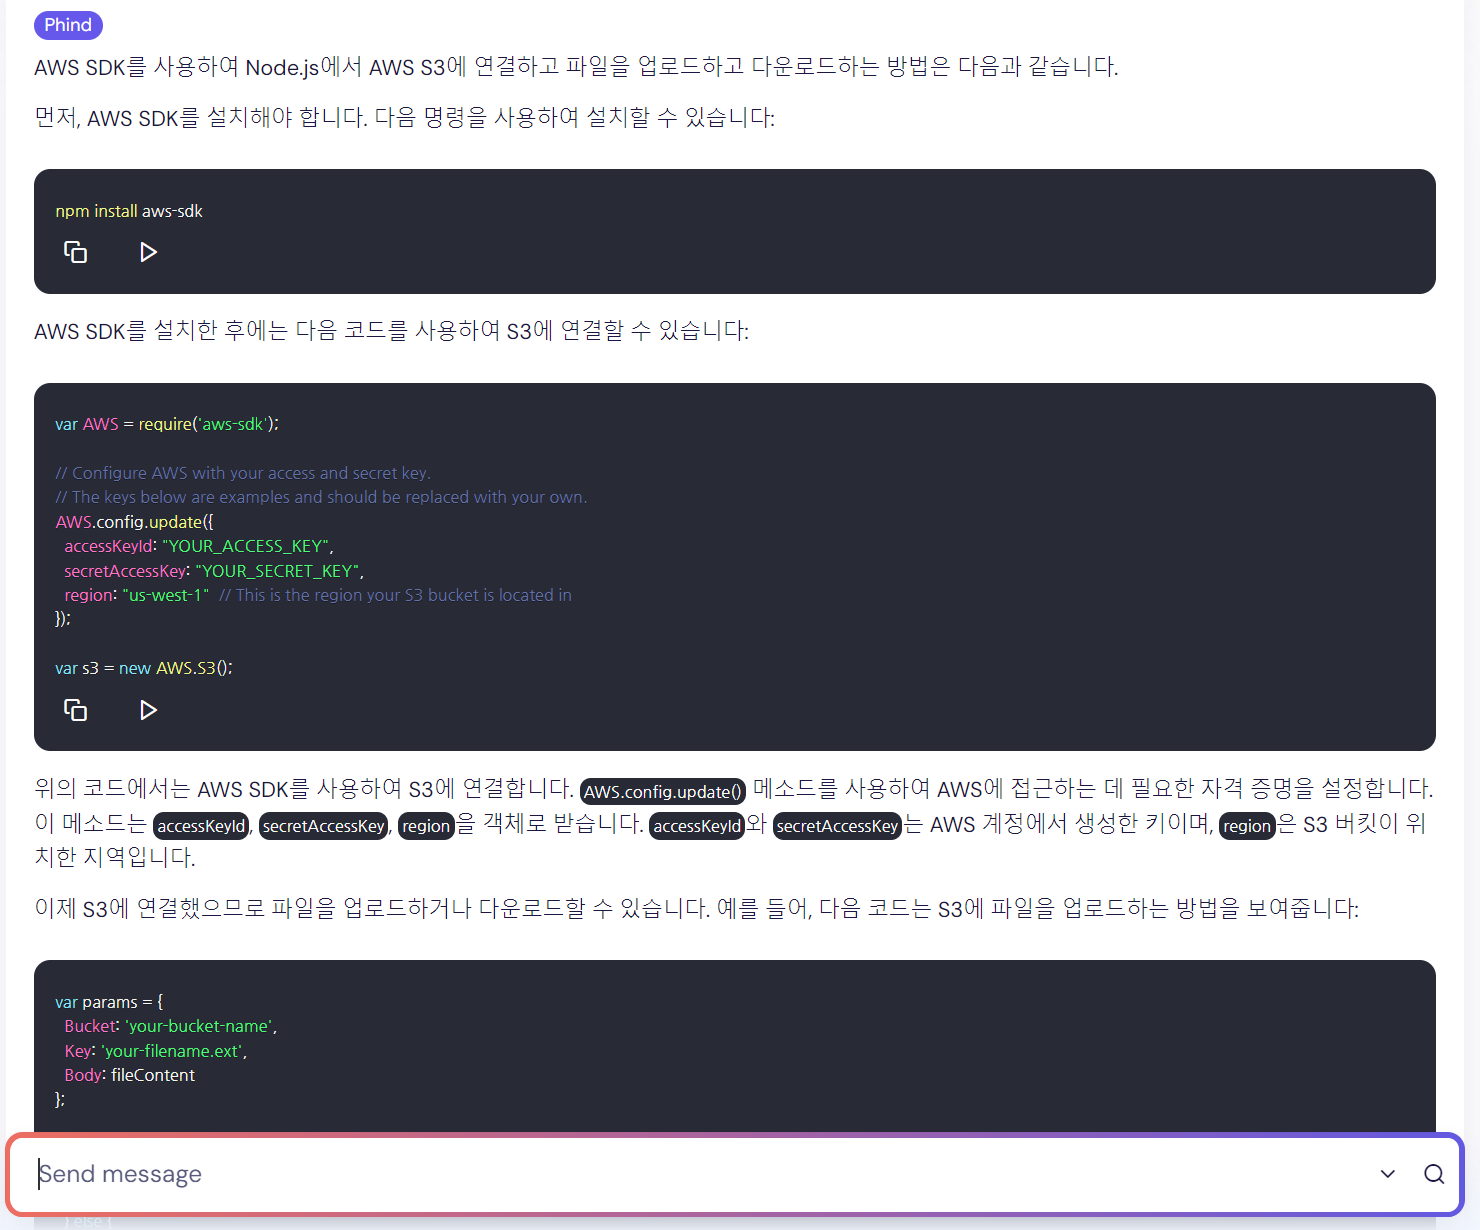 Phind
AWS SDK를 사용하여 Node.js에서 AWS S3에 연결하고 파일을 업로드하고 다운로드하는 방법은 다음과 같습니다.
먼저, AWS SDK를 설치해야 합니다. 다음 명령을 사용하여 설치할 수 있습니다:
npm install aws-sdk
AWS SDK를 설치한 후에는 다음 코드를 사용하여 S3에 연결할 수 있습니다:
var AWS = require('aws-sdk');
// Configure AWS with your access and secret key.
// The keys below are examples and should be replaced with your own.
AWS.config.update({
accessKeyId: "YOUR_ACCESS_KEY",
secretAccessKey: "YOUR_SECRET_KEY",
region: "us-west-1" // This is the region your S3 bucket is located in
});
var s3 = new AWS.S3();
위의 코드에서는 AWS SDK를 사용하여 S3에 연결합니다. AWS.config.update() 메소드를 사용하여 AWS에 접근하는 데 필요한 자격 증명을 설정합니다.
이 메소드는 accessKeyId, secretAccessKey, region을 객체로 받습니다. accessKeyId와 secretAccessKey는 AWS 계정에서 생성한 키이며, region은 S3 버킷이 위
치한 지역입니다.
이제 S3에 연결했으므로 파일을 업로드하거나 다운로드할 수 있습니다. 예를 들어, 다음 코드는 S3에 파일을 업로드하는 방법을 보여줍니다:
var params = {
Bucket: 'your-bucket-name',
Key: 'your-filename.ext',
Body: fileContent
};
Send message
} else {